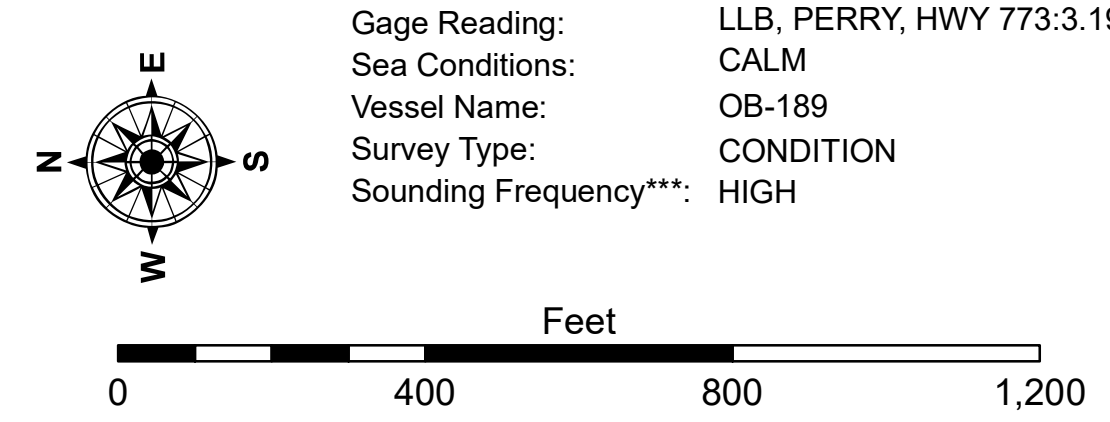 Gage Reading: LLB, PERRY, HWY 773:3.19
Sea Conditions: CALM
Vessel Name: OB-189
Survey Type: CONDITION
Sounding Frequency***: HIGH
E
N S
W
Feet
0 400 800 1,200